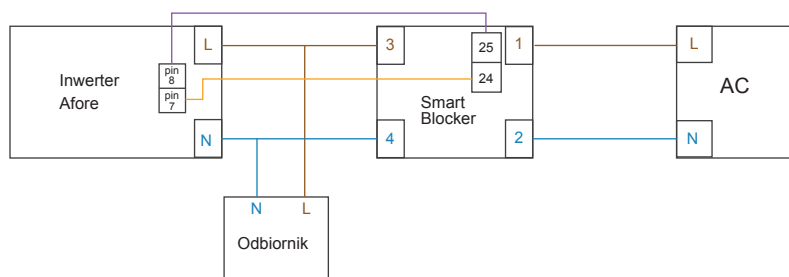 L
pin
8
pin
7
Inwerter
Afore
N
3
25
24
1
Smart
Blocker
4
2
L
AC
N
N L
Odbiornik